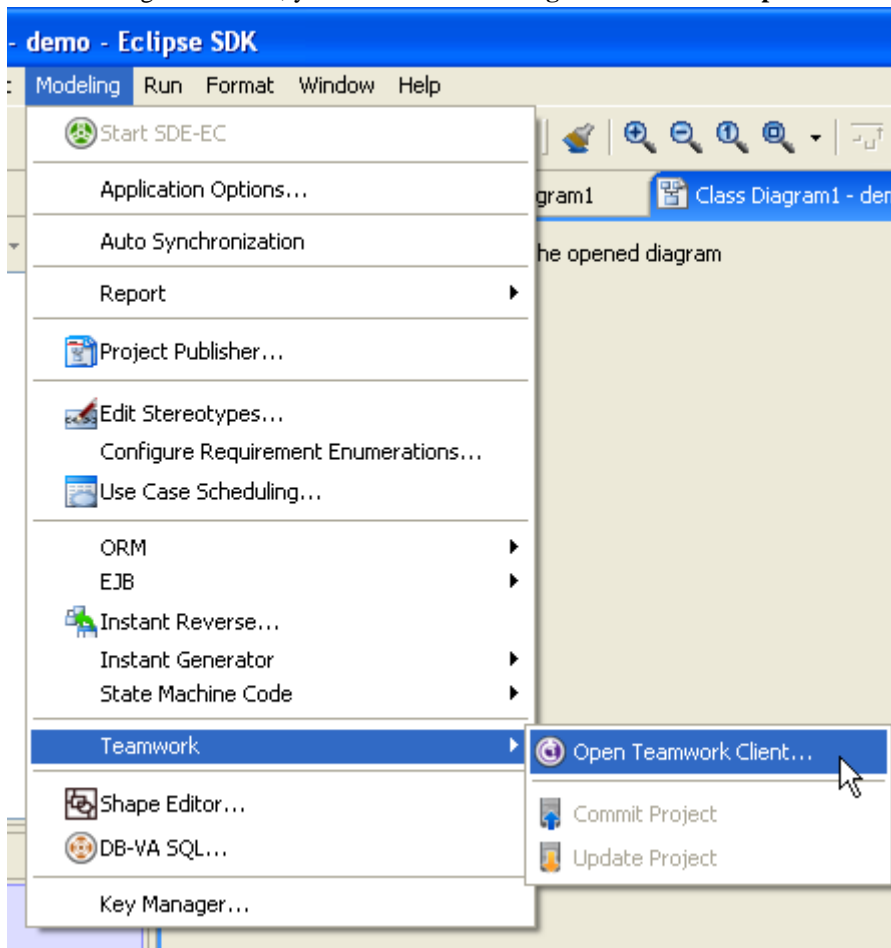 - demo - Eclipse SDK
Modeling Run Format Window Help
Start SDE-EC
Application Options...
gram1 Class Diagram1 - der
Auto Synchronization
he opened diagram
Report
Project Publisher...
Edit Stereotypes...
Configure Requirement Enumerations...
Use Case Scheduling...
ORM
EJB
Instant Reverse...
Instant Generator
State Machine Code
Teamwork
Open Teamwork Client...
Shape Editor...
Commit Project
DB-VA SQL...
Update Project
Key Manager...